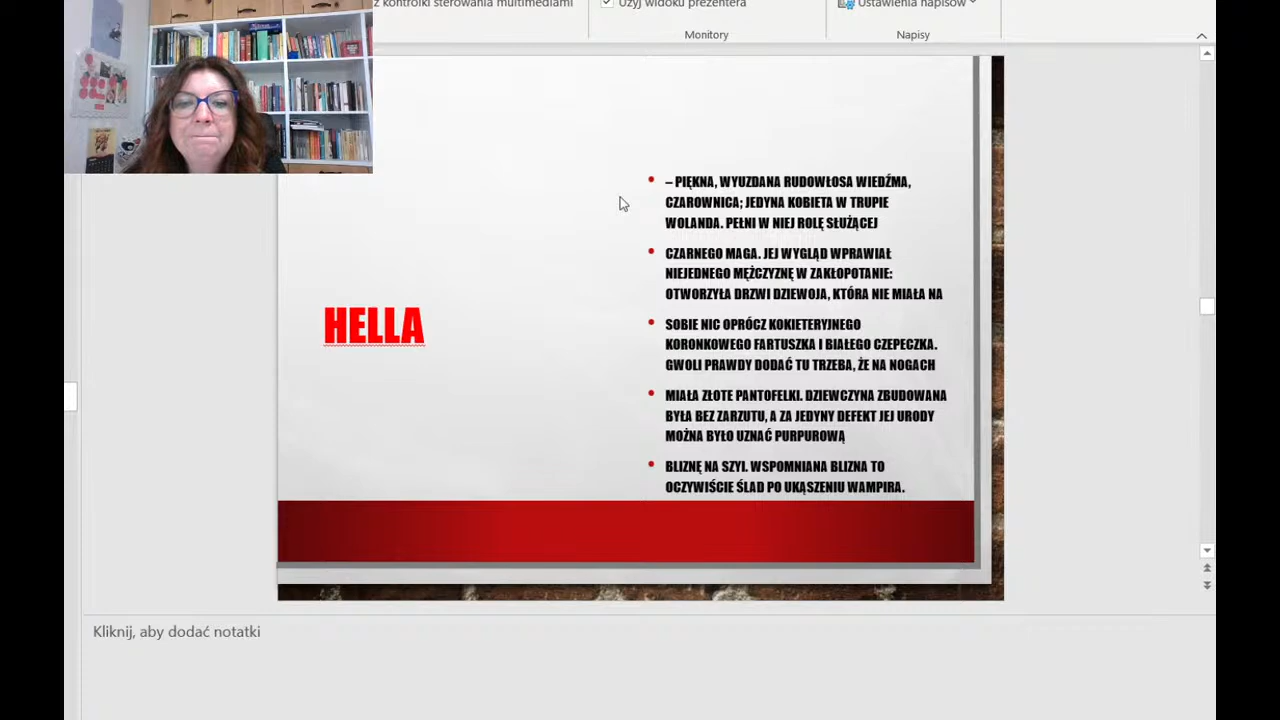 z kontrolki sterowania multimediami
Użyj widoku prezentera
Ustawienia napisów
Monitory
Napisy
HELLA
– PIĘKNA, WYUZDANA RUDOWŁOSA WIEDŹMA,
CZAROWNICA; JEDYNA KOBIETA W TRUPIE
WOLANDA. PEŁNI W NIEJ ROLĘ SŁUŻĄCEJ
CZARNEGO MAGA. JEJ WYGLĄD WPRAWIAŁ
NIEJEDNEGO MĘŻCZYZNĘ W ZAKŁOPOTANIE:
OTWORZYŁA DRZWI DZIEWOJA, KTÓRA NIE MIAŁA NA
SOBIE NIC OPRÓCZ KOKIETERYJNEGO
KORONKOWEGO FARTUSZKA I BIAŁEGO CZEPECZKA.
GWOLI PRAWDY DODAĆ TU TRZEBA, ŻE NA NOGACH
MIAŁA ZŁOTE PANTOFELKI. DZIEWCZYNA ZBUDOWANA
BYŁA BEZ ZARZUTU, A ZA JEDYNY DEFEKT JEJ URODY
MOŻNA BYŁO UZNAĆ PURPUROWĄ
BLIZNĘ NA SZYI. WSPOMNIANA BLIZNA TO
OCZYWIŚCIE ŚLAD PO UKĄSZENIU WAMPIRA.
Kliknij, aby dodać notatki